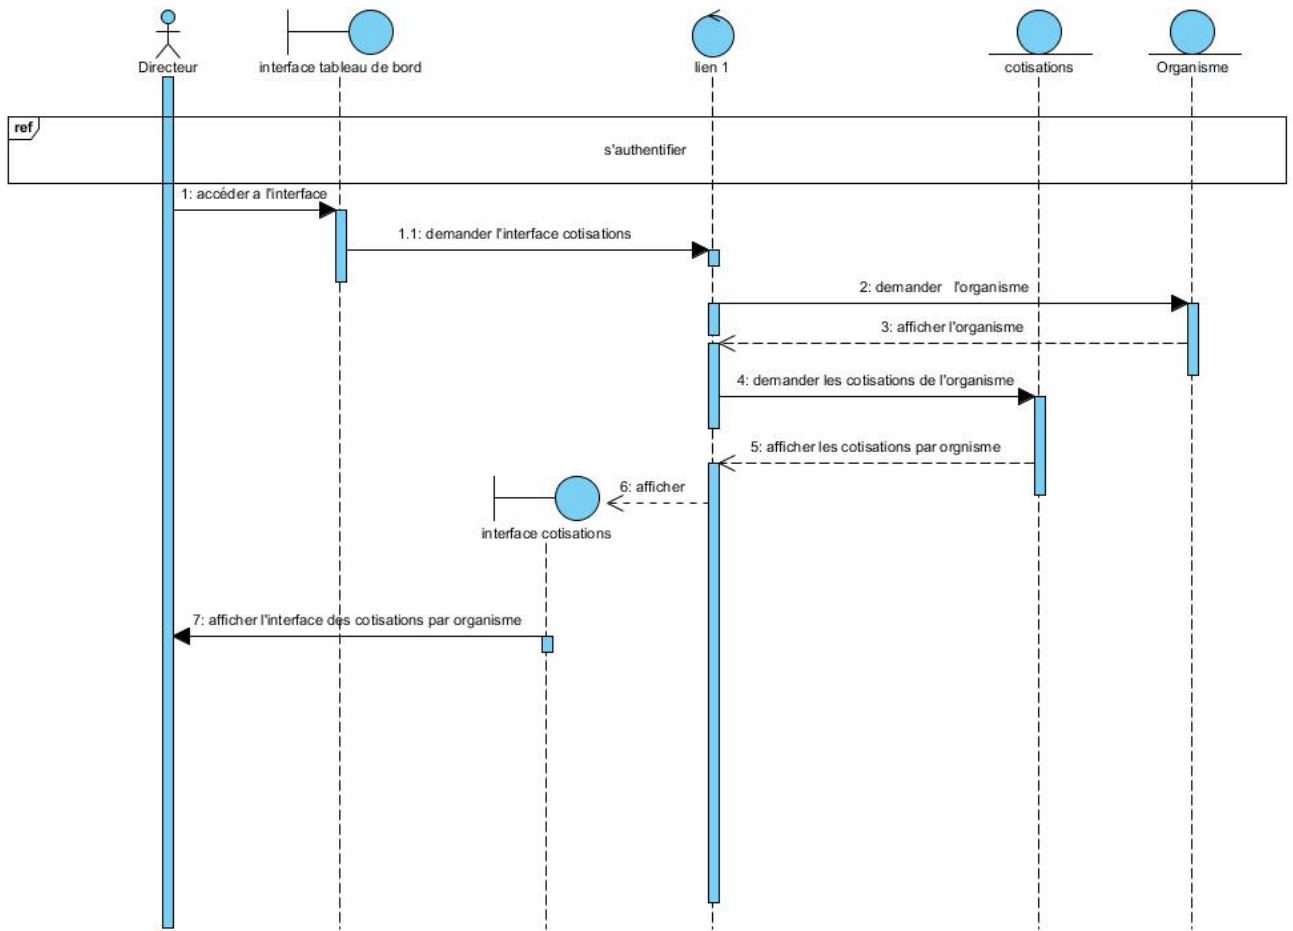 Directeur
interface tableau de bord
lien 1
cotisations
Organisme
ref
s'authentifier
1: accéder a l'interface
1.1: demander l'interface cotisations
2: demander l'organisme
3: afficher l'organisme
4: demander les cotisations de l'organisme
5: afficher les cotisations par orgnisme
6: afficher
interface cotisations
7: afficher l'interface des cotisations par organisme